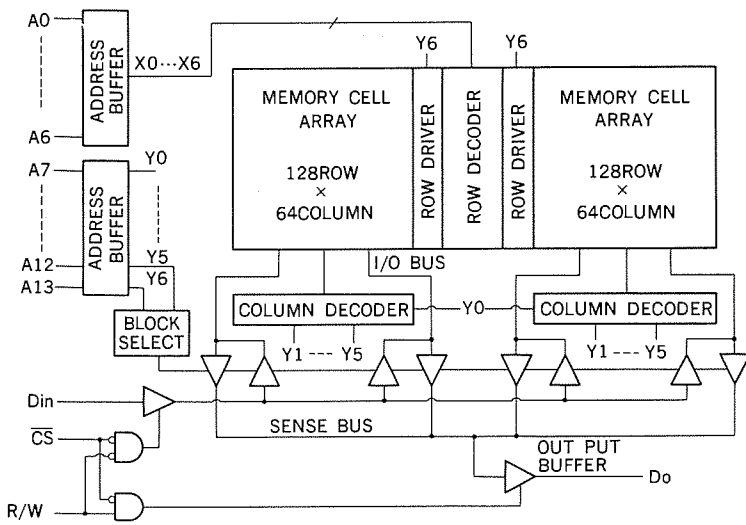 A0
A6
ADDRESS
BUFFER
X0···X6
A7
A12
A13
ADDRESS
BUFFER
Y0
Y5
Y6
BLOCK
SELECT
MEMORY CELL
ARRAY
128ROW
×
64COLUMN
Y6
ROW DRIVER
ROW DECODER
Y6
ROW DRIVER
MEMORY CELL
ARRAY
128ROW
×
64COLUMN
I/O BUS
COLUMN DECODER
Y0
COLUMN DECODER
Y1 --- Y5
Y1 ---- Y5
Din
CS
R/W
SENSE BUS
OUT PUT
BUFFER
Do